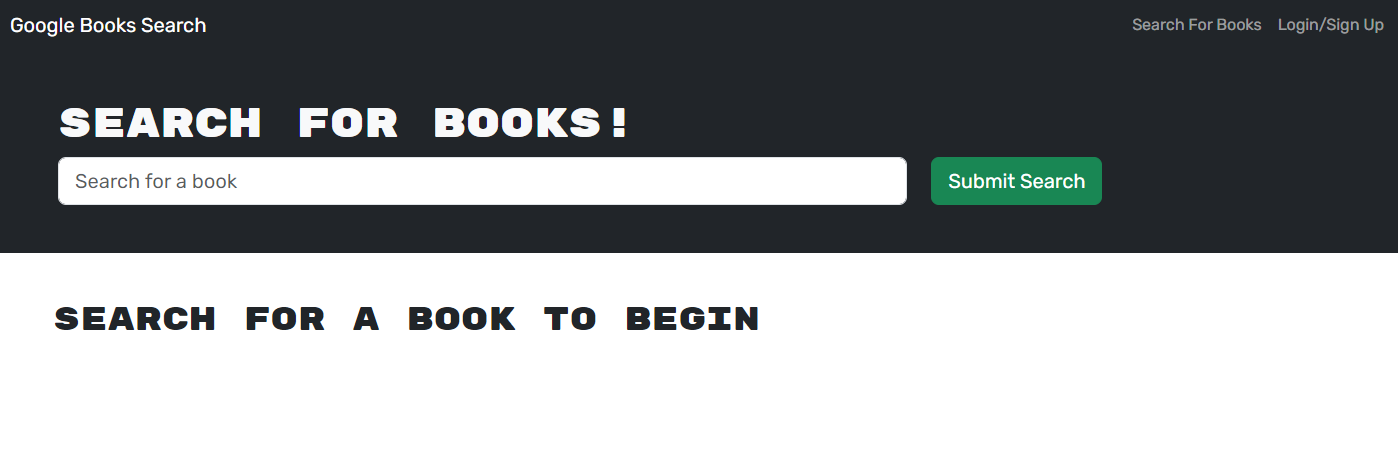 Google Books Search
Search For Books
Login/Sign Up
SEARCH FOR BOOKS!
Search for a book
Submit Search
SEARCH FOR A BOOK TO BEGIN